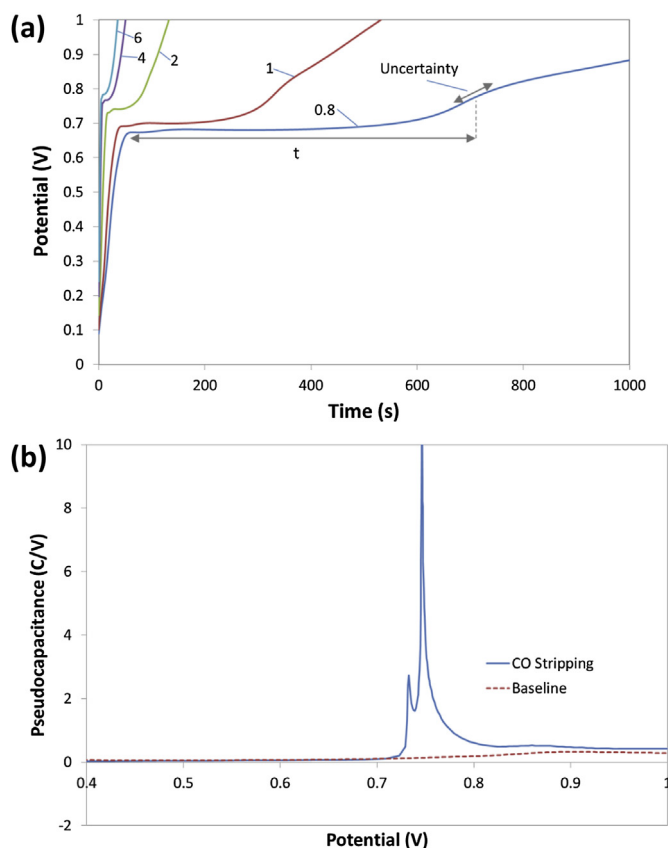 (a)
1
0.9
0.8
0.7
0.6
0.5
0.4
0.3
0.2
0.1
0
Potential (V)
6
4
2
1
Uncertainty
0.8
t
0 200 400 600 800 1000
Time (s)
(b)
10
8
6
4
2
0
-2
Pseudocapacitance (C/V)
CO Stripping
Baseline
0.4 0.5 0.6 0.7 0.8 0.9 1
Potential (V)